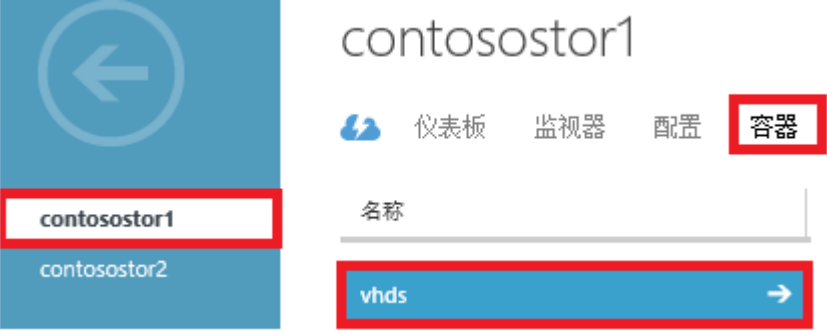 contosostor1
仪表板 监视器 配置 容器
contosostor1
contosostor2
名称
vhds